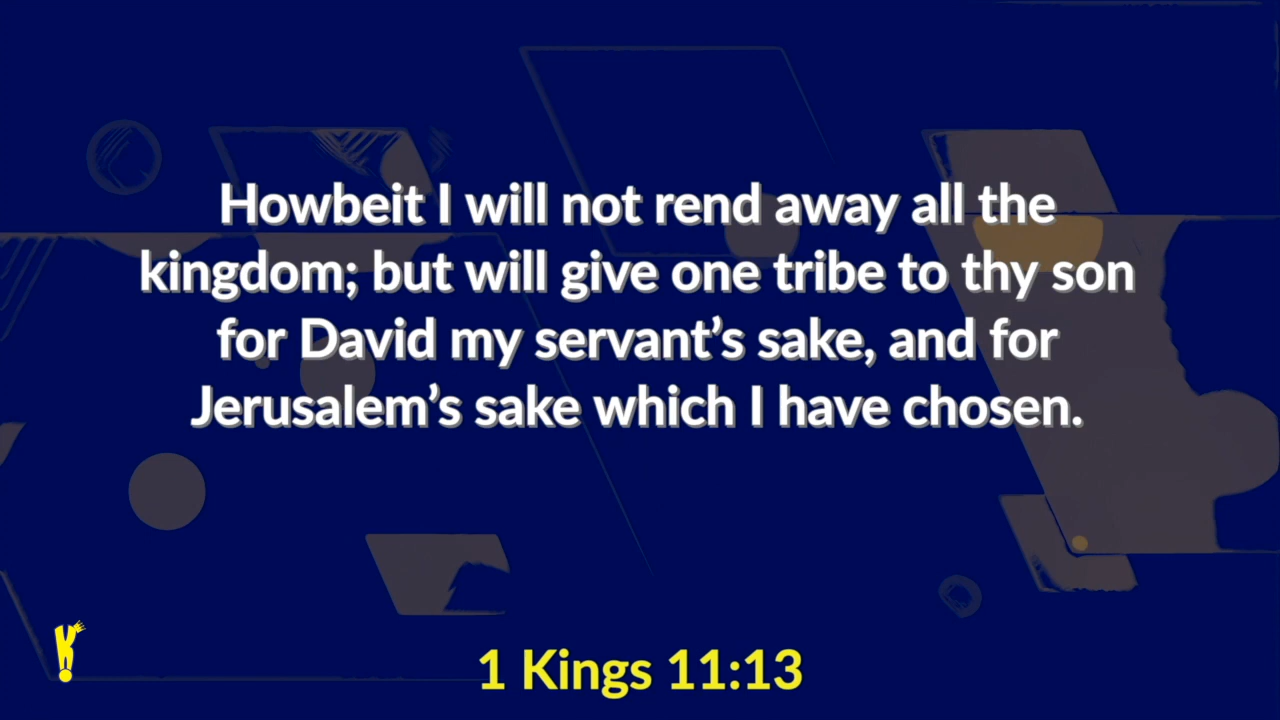 Howbeit I will not rend away all the
kingdom; but will give one tribe to thy son
for David my servant’s sake, and for
Jerusalem’s sake which I have chosen.
1 Kings 11:13